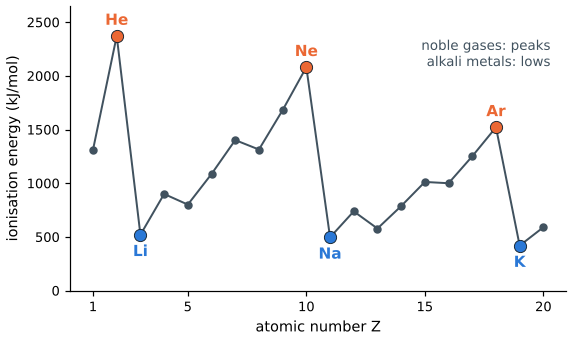 He
2500
Ne
noble gases: peaks
alkali metals: lows
2000
Ar
1500
1000
500
Li
Na
K
0
1
5
10
15
20
ionisation energy (kJ/mol)
atomic number Z